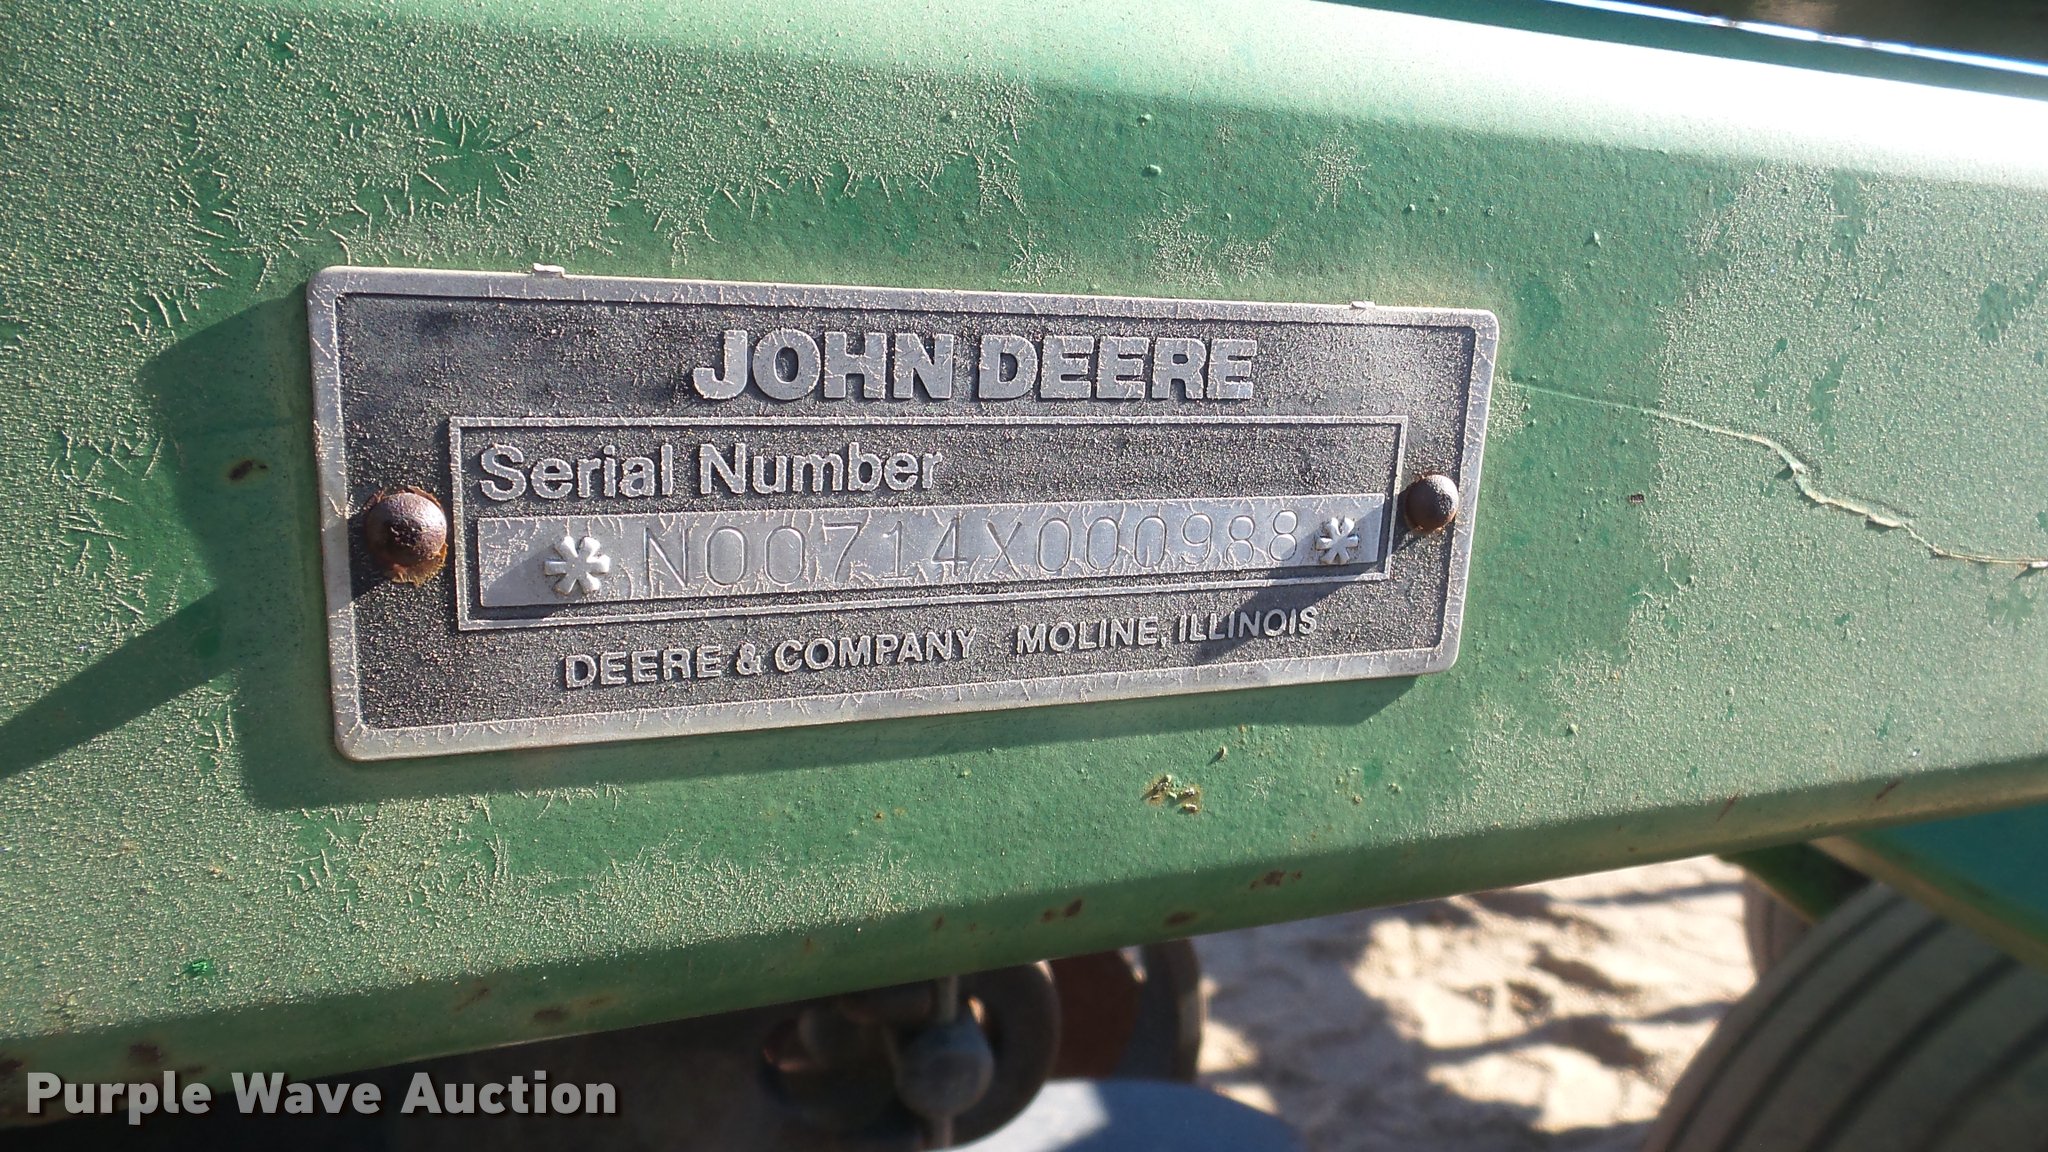 JOHN DEERE
Serial Number
* N00714X000988 *
DEERE & COMPANY MOLINE, ILLINOIS
Purple Wave Auction